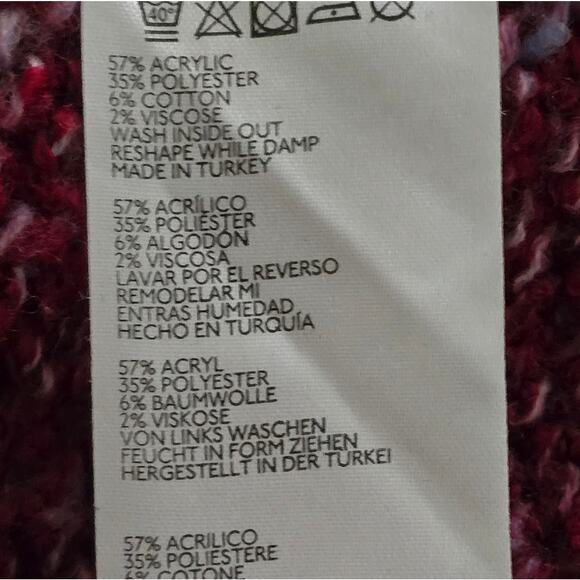 40°
57% ACRYLIC
35% POLYESTER
6% COTTON
2% VISCOSE
WASH INSIDE OUT
RESHAPE WHILE DAMP
MADE IN TURKEY
57% ACRÍLICO
35% POLIÉSTER
6% ALGODÓN
2% VISCOSA
LAVAR POR EL REVERSO
REMODELAR MI
ENTRAS HUMEDAD
HECHO EN TURQUÍA
57% ACRYL
35% POLYESTER
6% BAUMWOLLE
2% VISKOSE
VON LINKS WASCHEN
FEUCHT IN FORM ZIEHEN
HERGESTELLT IN DER TÜRKEI
57% ACRILICO
35% POLIESTERE
6% COTONE